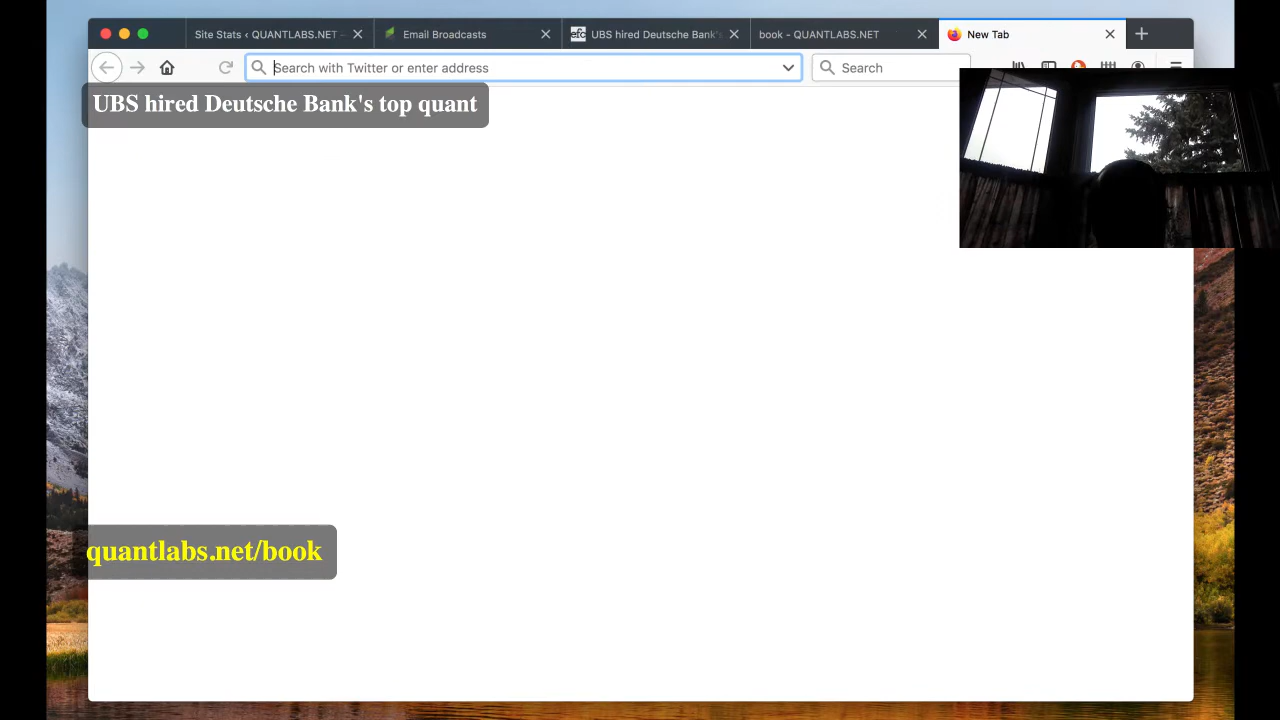 Site Stats ‹ QUANTLABS.NET —
Email Broadcasts
efc
UBS hired Deutsche Bank's
book - QUANTLABS.NET
New Tab
Search with Twitter or enter address
Search
UBS hired Deutsche Bank's top quant
quantlabs.net/book